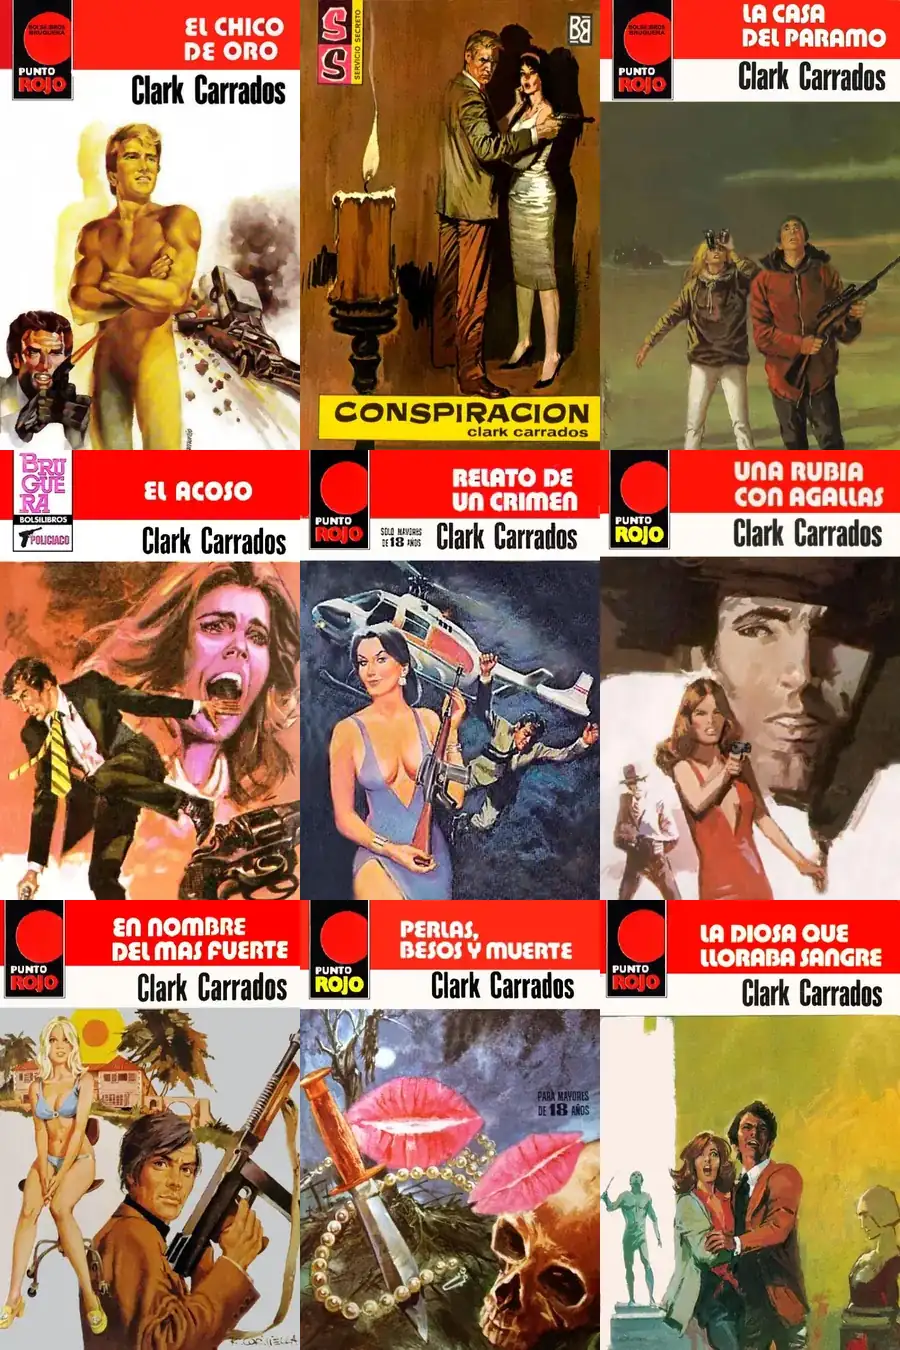 BOLSILIBROS
BRUGUERA
PUNTO
ROJO
EL CHICO
DE ORO
Clark Carrados
SS
SERVICIO SECRETO
BB
CONSPIRACION
clark carrados
BOLSILIBROS
BRUGUERA
PUNTO
ROJO
LA CASA
DEL PARAMO
Clark Carrados
BRU
GUE
RA
BOLSILIBROS
POLICIACO
EL ACOSO
Clark Carrados
PUNTO
ROJO
RELATO DE
UN CRIMEN
SOLO MAYORES
DE 18 AÑOS
Clark Carrados
PUNTO
ROJO
UNA RUBIA
CON AGALLAS
Clark Carrados
PUNTO
ROJO
EN NOMBRE
DEL MAS FUERTE
Clark Carrados
PUNTO
ROJO
PERLAS,
BESOS Y MUERTE
Clark Carrados
PARA MAYORES
DE 18 AÑOS
PUNTO
ROJO
LA DIOSA QUE
LLORABA SANGRE
Clark Carrados